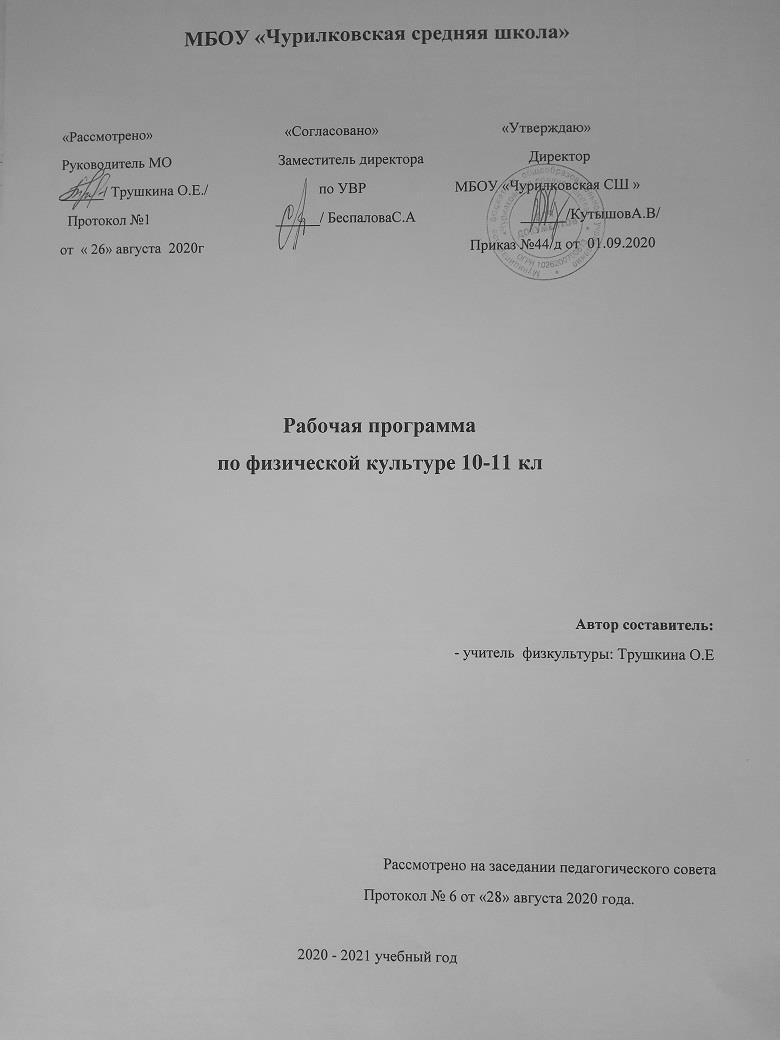 МБОУ «Чурилковская средняя школа»
«Рассмотрено»
Руководитель МО
/ Трушкина О.Е./
Протокол №1
от « 26» августа 2020г
«Согласовано»
Заместитель директора
по УВР
/ БеспаловаС.А
«Утверждаю»
Директор
МБОУ «Чурилковская СШ »
/КутышовА.В/
Приказ №44/д от 01.09.2020
Рабочая программа
по физической культуре 10-11 кл
Автор составитель:
- учитель физкультуры: Трушкина О.Е
Рассмотрено на заседании педагогического совета
Протокол № 6 от «28» августа 2020 года.
2020 - 2021 учебный год